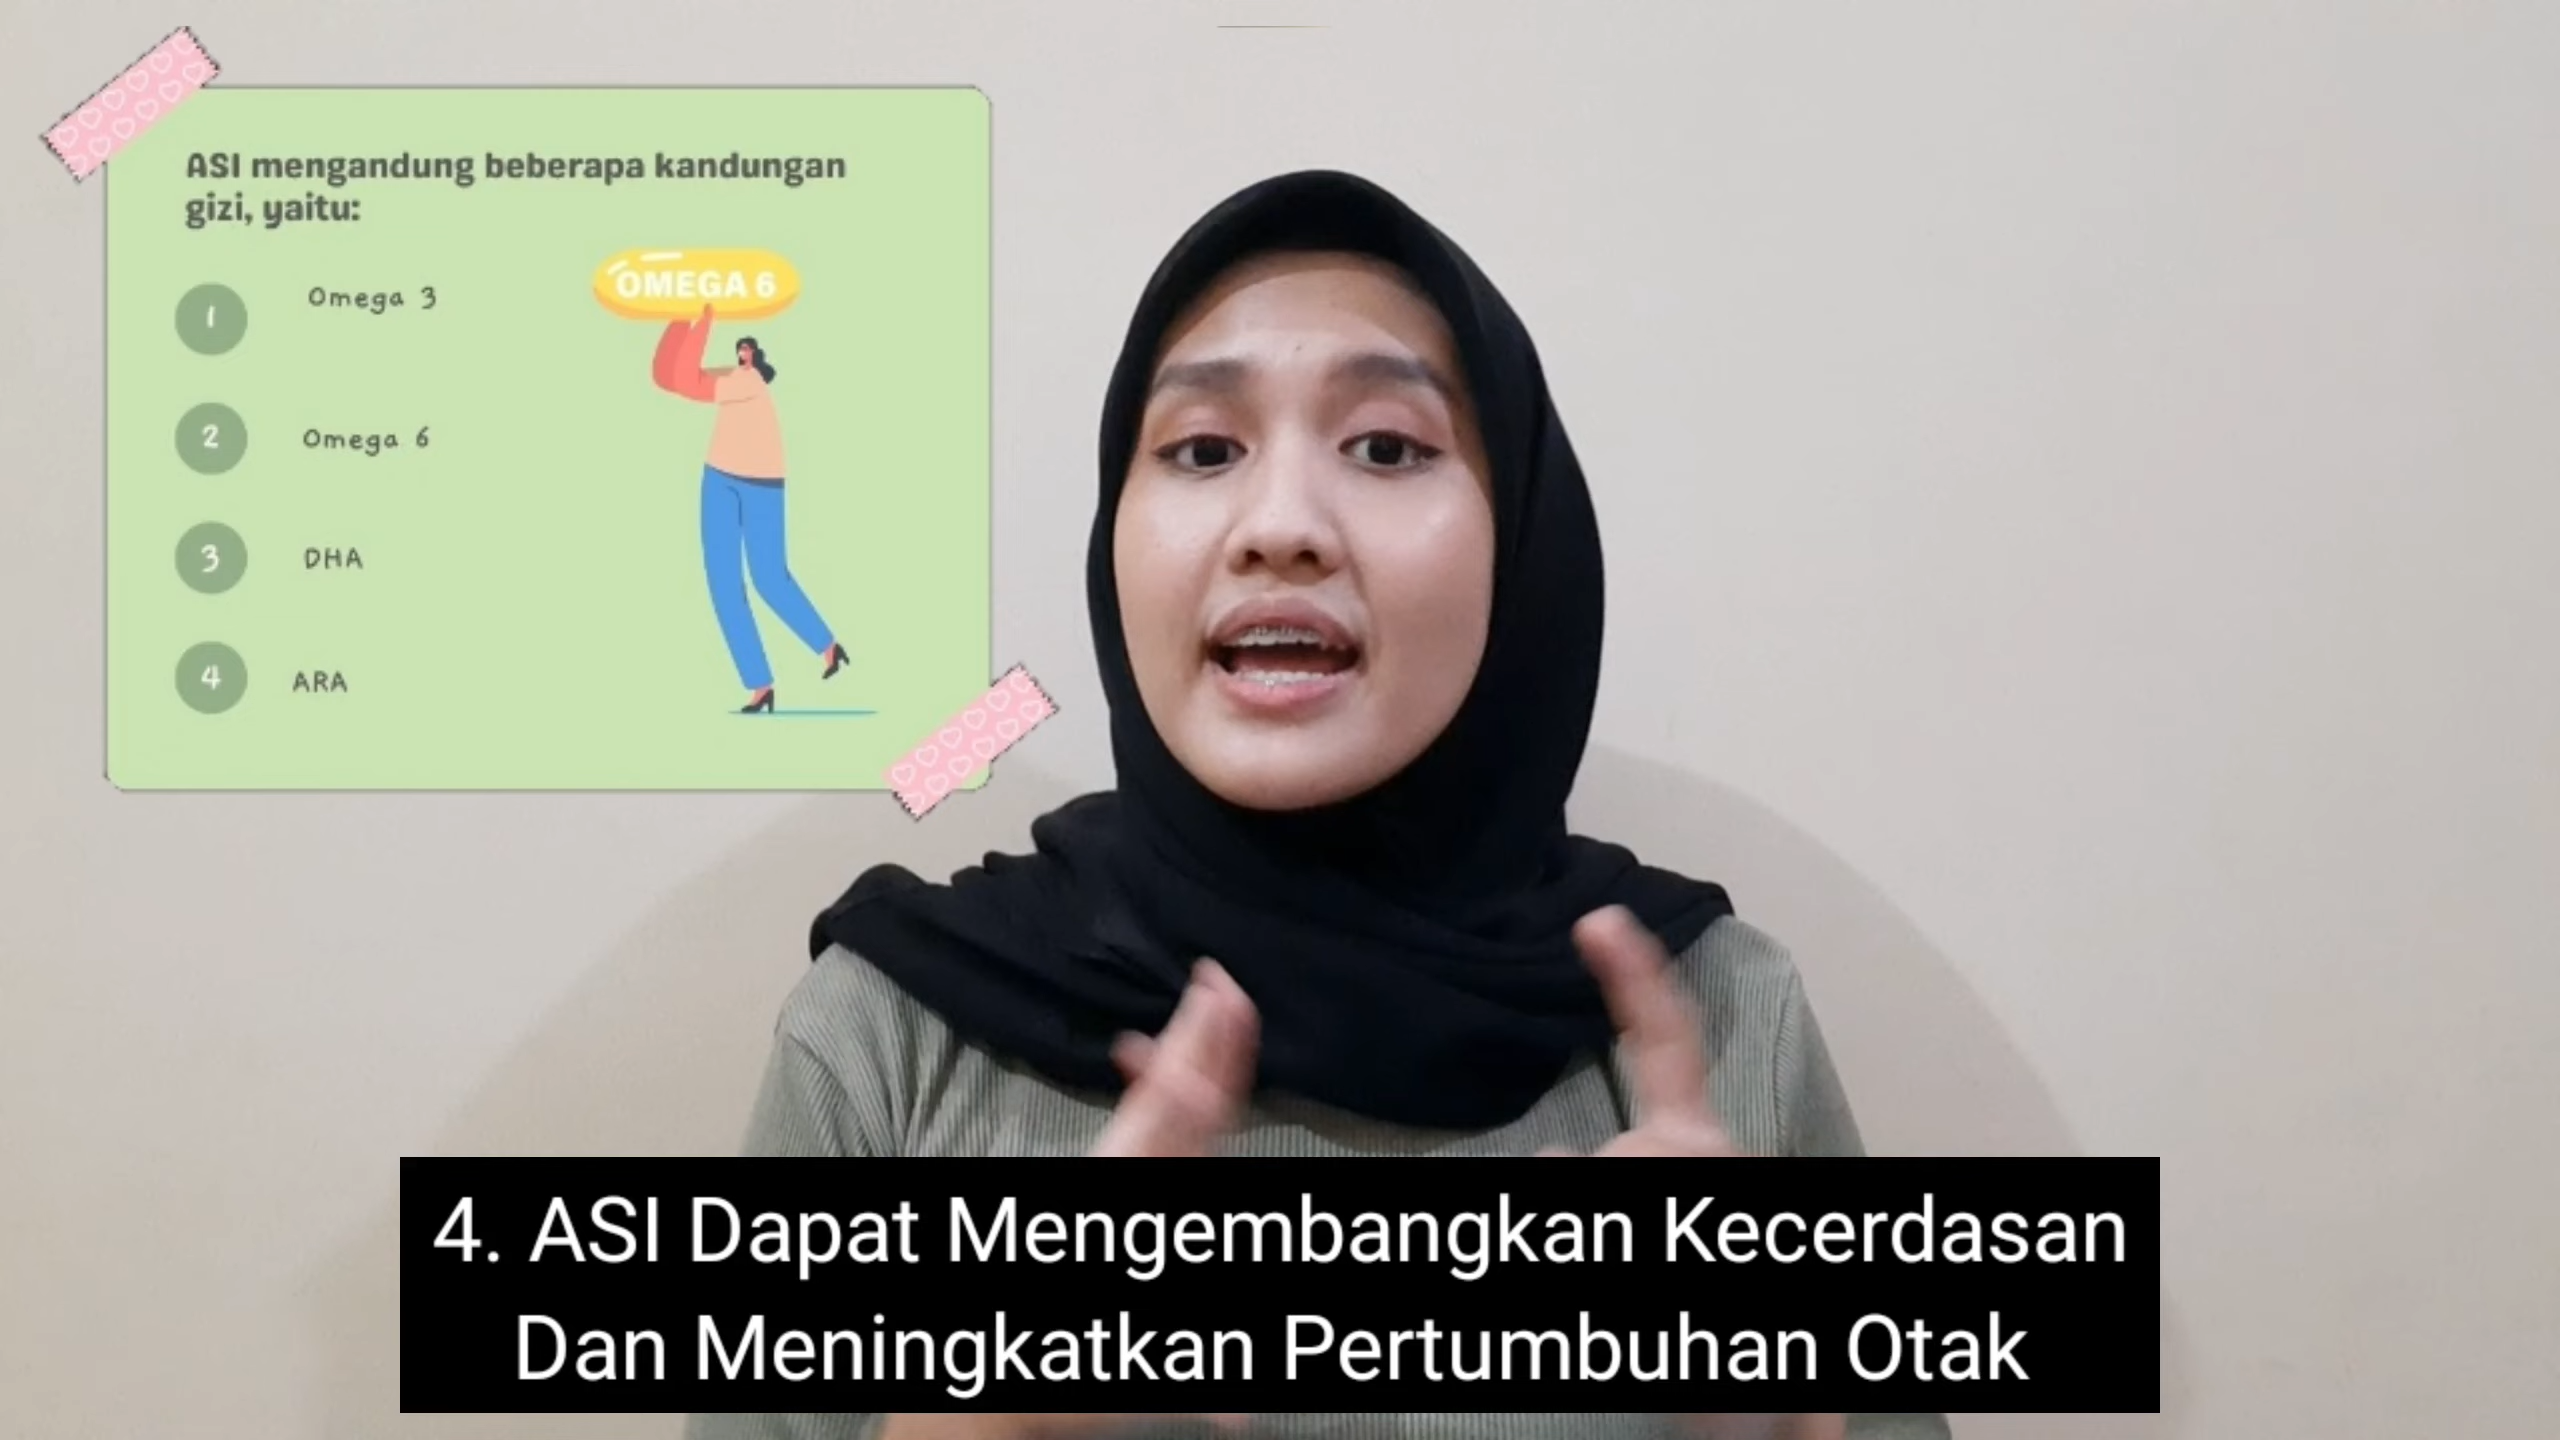 ASI mengandung beberapa kandungan
gizi, yaitu:
OMEGA 6
1 Omega 3
2 Omega 6
3 DHA
4 ARA
4. ASI Dapat Mengembangkan Kecerdasan
Dan Meningkatkan Pertumbuhan Otak